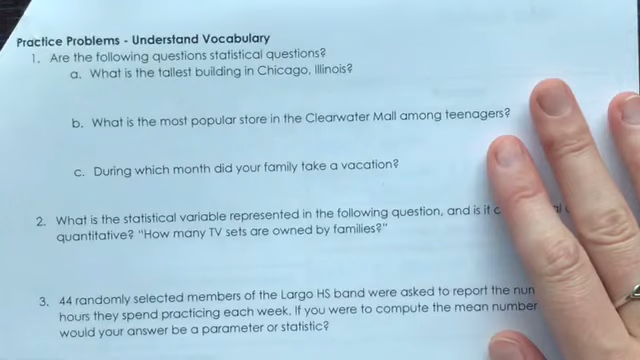 Practice Problems - Understand Vocabulary
1. Are the following questions statistical questions?
a. What is the tallest building in Chicago, Illinois?
b. What is the most popular store in the Clearwater Mall among teenagers?
c. During which month did your family take a vacation?
2. What is the statistical variable represented in the following question, and is it
quantitative? "How many TV sets are owned by families?"
3. 44 randomly selected members of the Largo HS band were asked to report the
hours they spend practicing each week. If you were to compute the mean number
would your answer be a parameter or statistic?